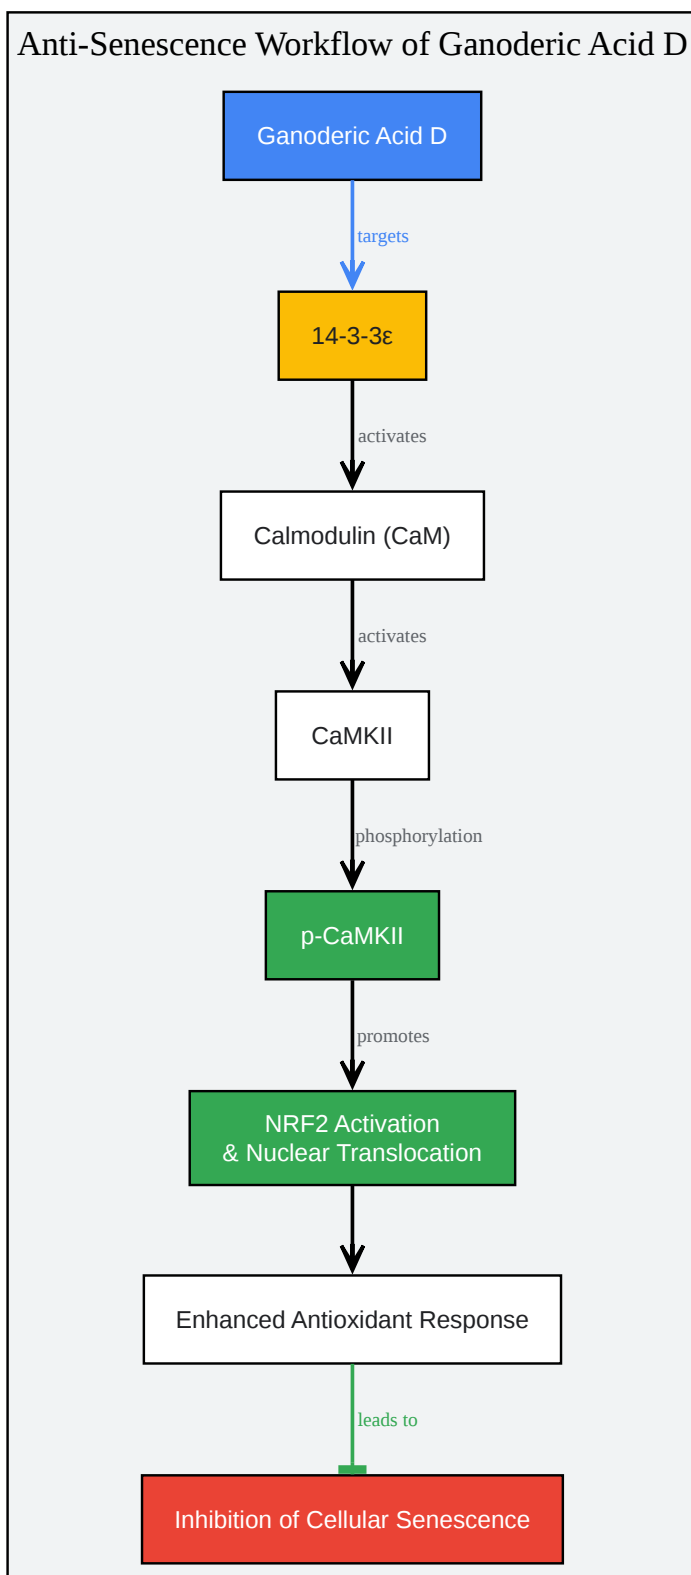 Anti-Senescence Workflow of Ganoderic Acid D
Ganoderic Acid D
targets
14-3-3ε
activates
Calmodulin (CaM)
activates
CaMKII
phosphorylation
p-CaMKII
promotes
NRF2 Activation
& Nuclear Translocation
Enhanced Antioxidant Response
leads to
Inhibition of Cellular Senescence